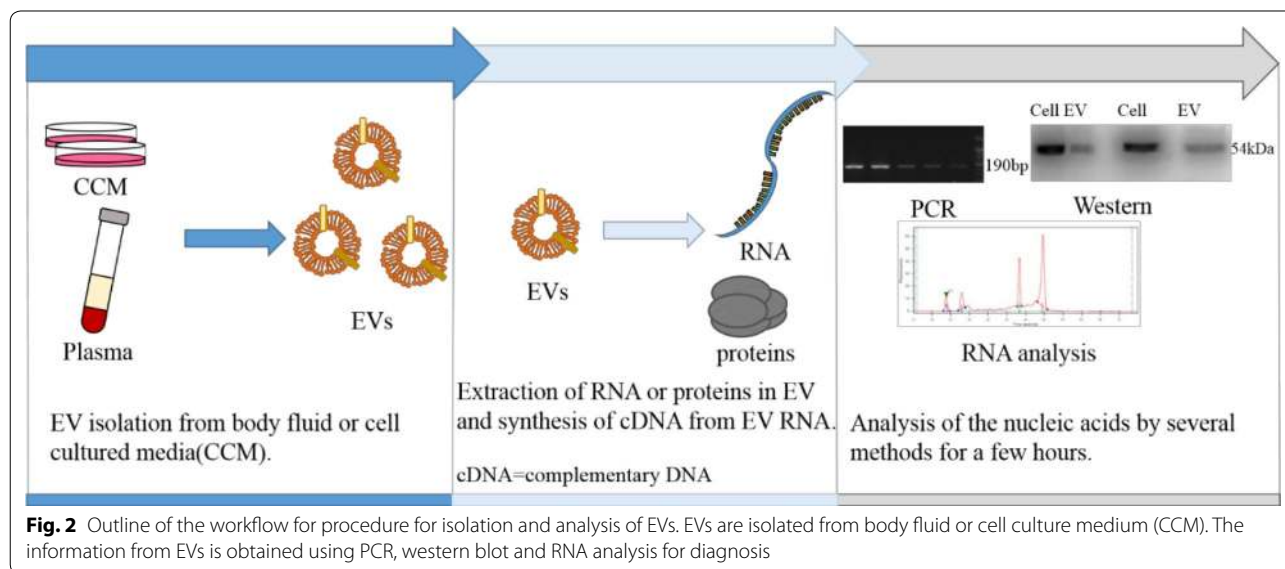 CCM
Plasma
EVs
EV isolation from body fluid or cell
cultured media(CCM).
EVs
RNA
proteins
Extraction of RNA or proteins in EV
and synthesis of cDNA from EV RNA.
cDNA=complementary DNA
Cell EV Cell EV
190bp
54kDa
PCR
Western
RNA analysis
Analysis of the nucleic acids by several
methods for a few hours.
Fig. 2 Outline of the workflow for procedure for isolation and analysis of EVs. EVs are isolated from body fluid or cell culture medium (CCM). The
information from EVs is obtained using PCR, western blot and RNA analysis for diagnosis